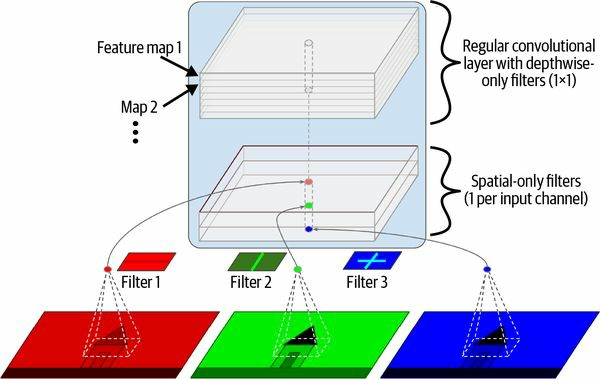 Feature map 1
Map 2
Regular convolutional
layer with depthwise-
only filters (1×1)
Spatial-only filters
(1 per input channel)
Filter 1
Filter 2
Filter 3